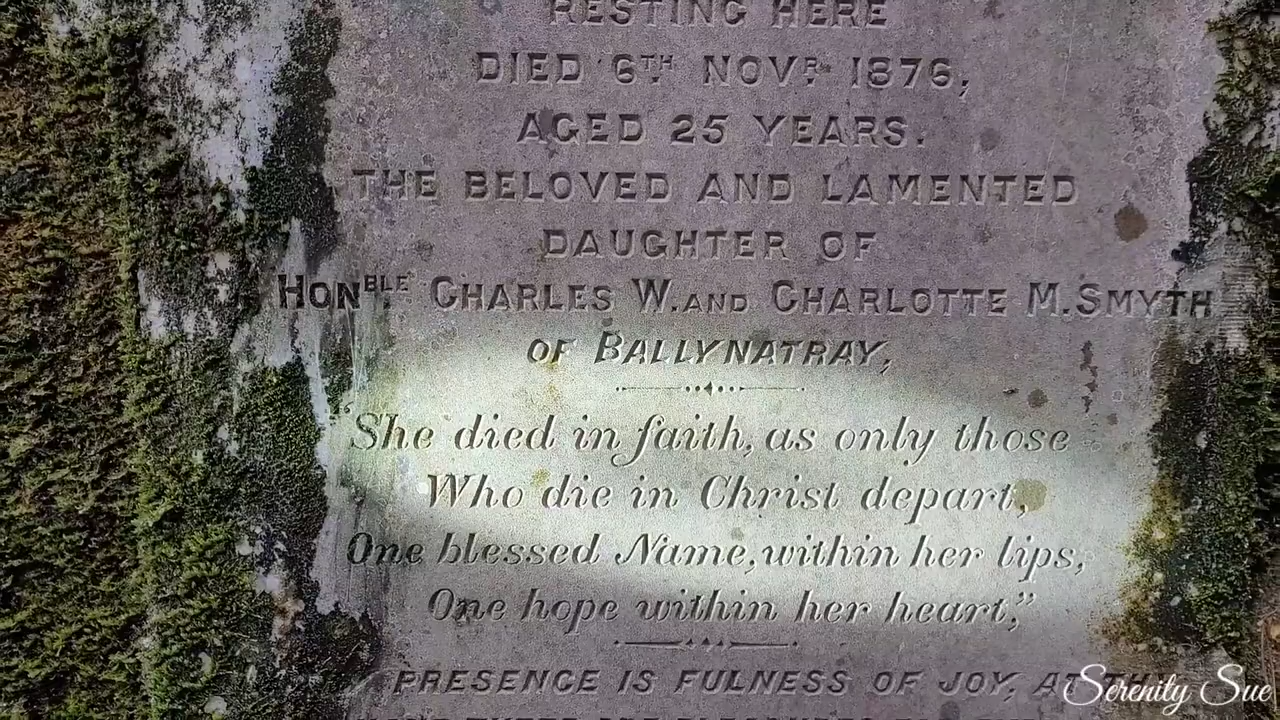 RESTING HERE
DIED 6TH NOVR 1876,
AGED 25 YEARS.
THE BELOVED AND LAMENTED
DAUGHTER OF
HONBLE CHARLES W. AND CHARLOTTE M. SMYTH
OF BALLYNATRAY,
"She died in faith, as only those
Who die in Christ depart,
One blessed Name, within her lips,
One hope within her heart,"
PRESENCE IS FULNESS OF JOY, AT TH
Serenity Sue